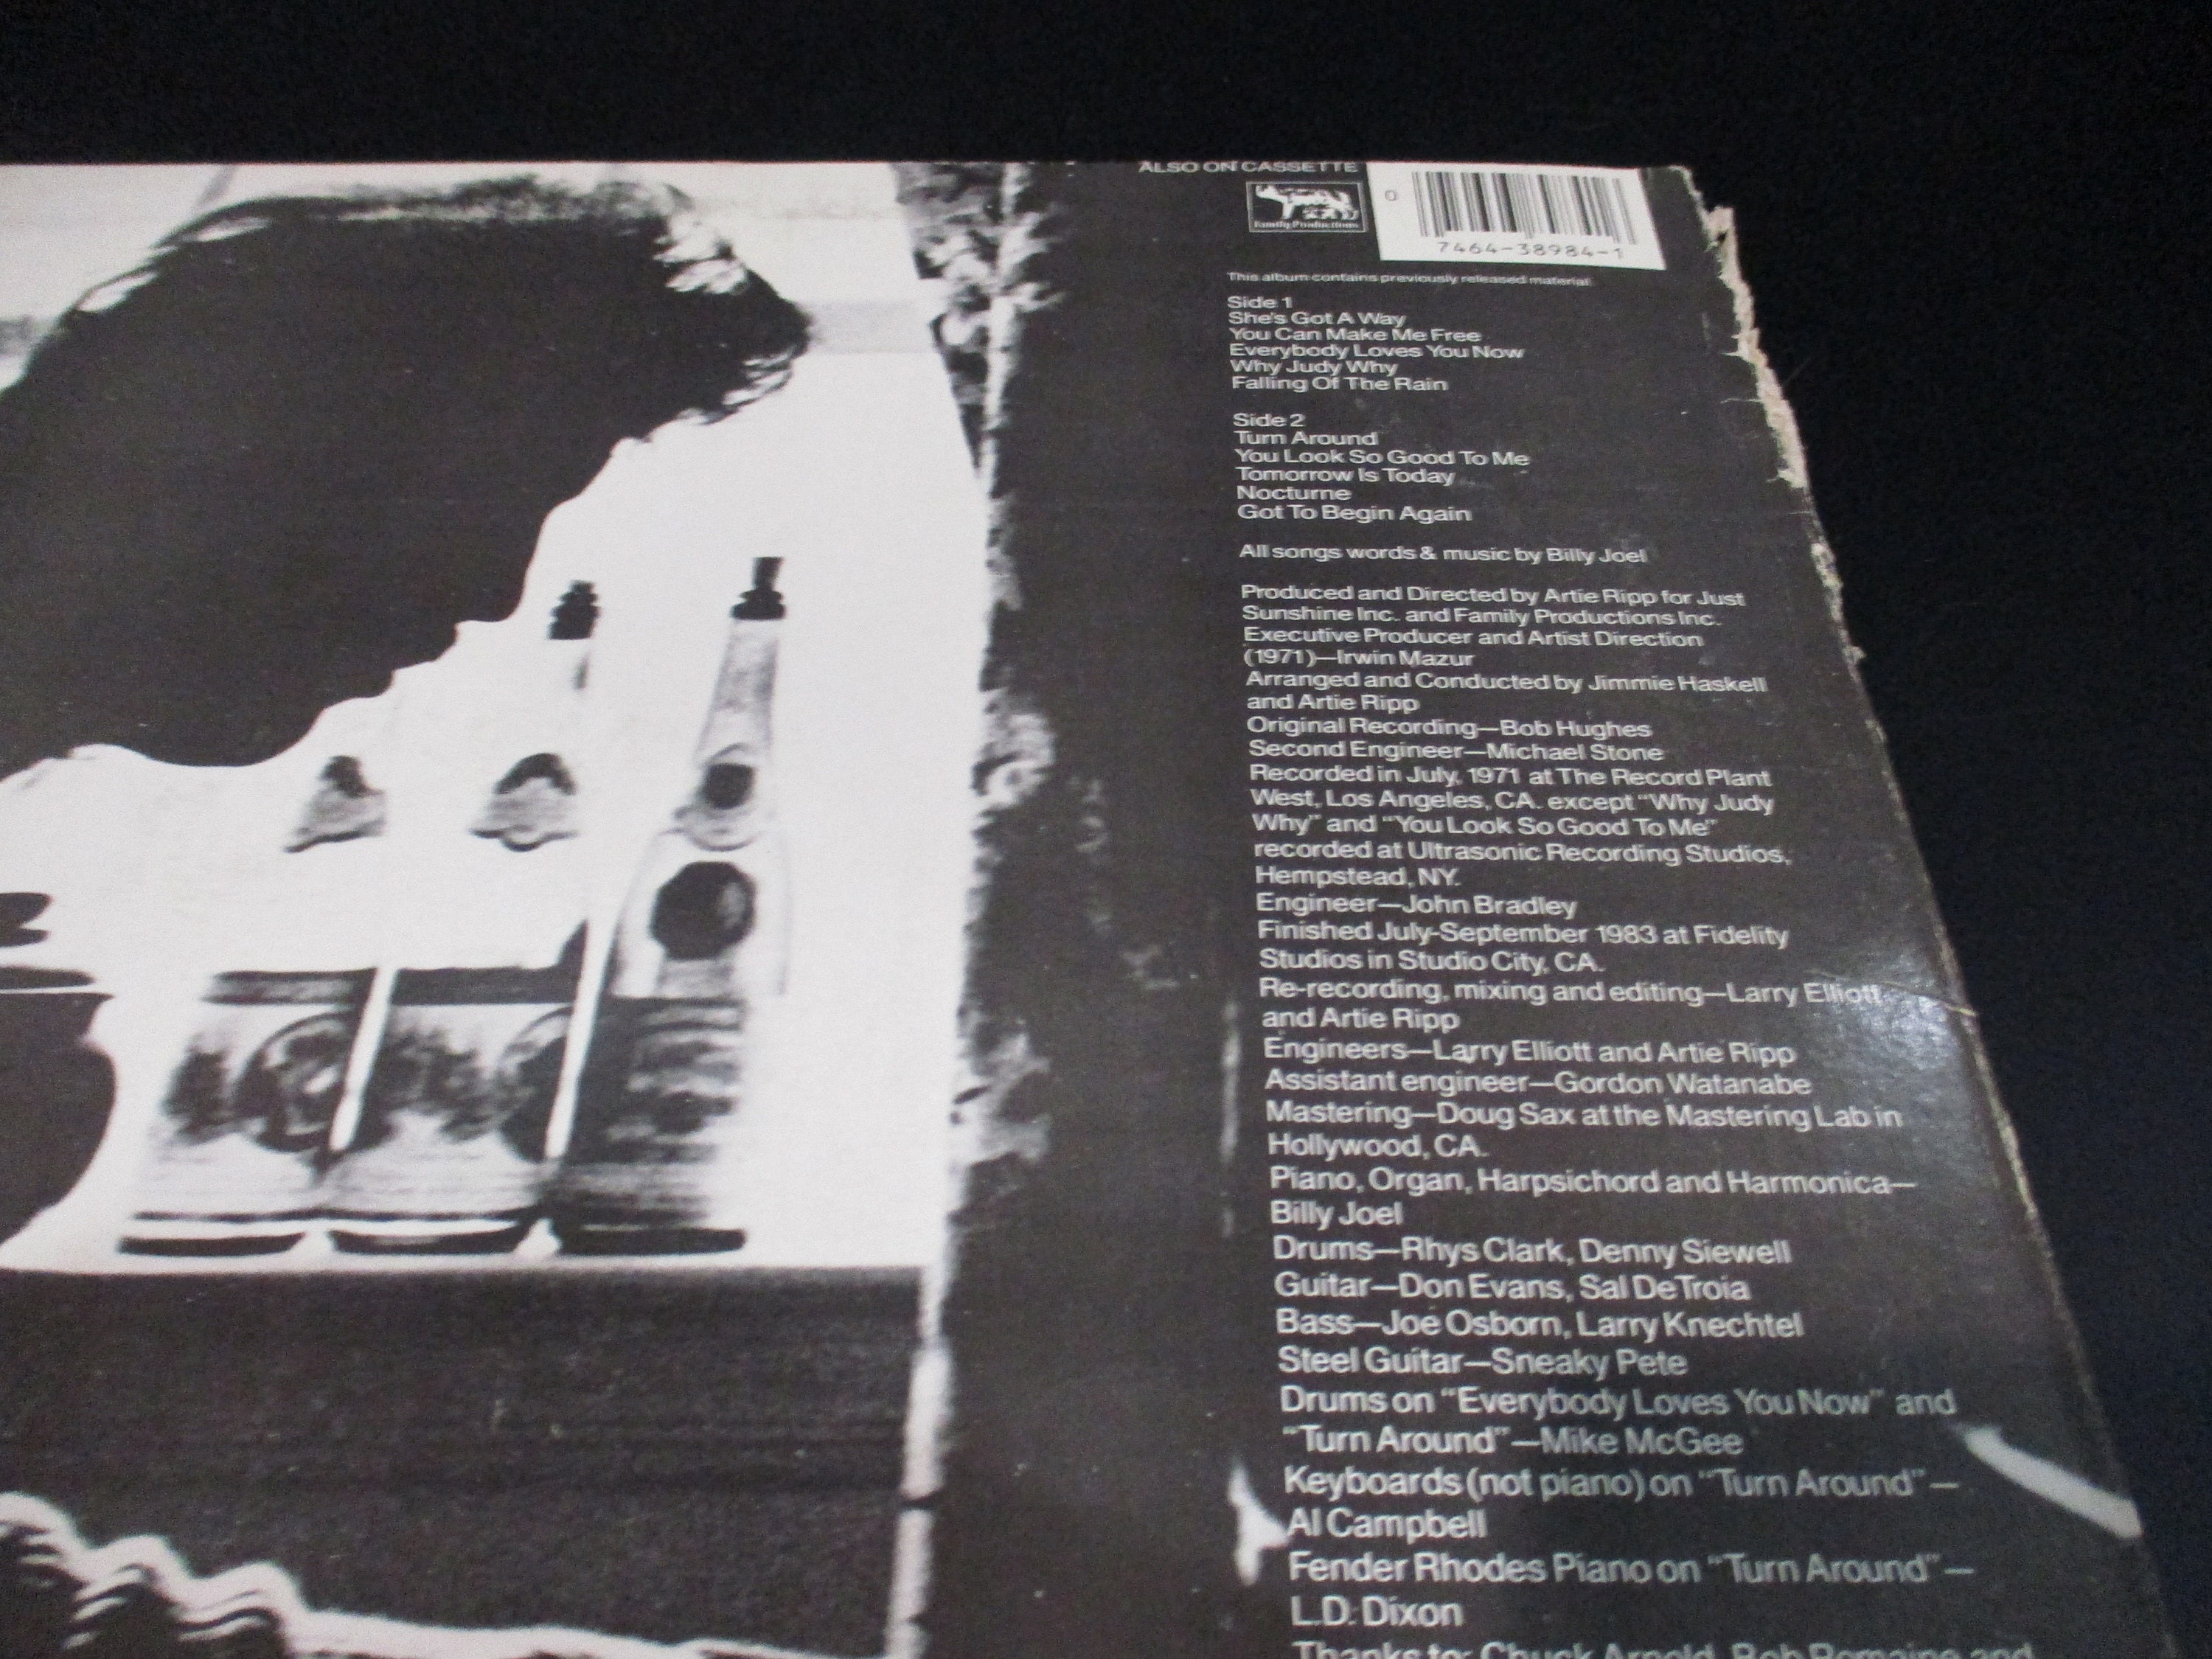 ALSO ON CASSETTE
Family Productions
0
7464-38984-1
This album contains previously released material.
Side 1
She's Got A Way
You Can Make Me Free
Everybody Loves You Now
Why Judy Why
Falling Of The Rain
Side 2
Turn Around
You Look So Good To Me
Tomorrow Is Today
Nocturne
Got To Begin Again
All songs words & music by Billy Joel
Produced and Directed by Artie Ripp for Just
Sunshine Inc. and Family Productions Inc.
Executive Producer and Artist Direction
(1971)—Irwin Mazur
Arranged and Conducted by Jimmie Haskell
and Artie Ripp
Original Recording—Bob Hughes
Second Engineer—Michael Stone
Recorded in July, 1971 at The Record Plant
West, Los Angeles, CA. except "Why Judy
Why" and "You Look So Good To Me"
recorded at Ultrasonic Recording Studios,
Hempstead, NY.
Engineer—John Bradley
Finished July-September 1983 at Fidelity
Studios in Studio City, CA.
Re-recording, mixing and editing—Larry Elliott
and Artie Ripp
Engineers—Larry Elliott and Artie Ripp
Assistant engineer—Gordon Watanabe
Mastering—Doug Sax at the Mastering Lab in
Hollywood, CA.
Piano, Organ, Harpsichord and Harmonica—
Billy Joel
Drums—Rhys Clark, Denny Siewell
Guitar—Don Evans, Sal DeTroia
Bass—Joe Osborn, Larry Knechtel
Steel Guitar—Sneaky Pete
Drums on "Everybody Loves You Now" and
"Turn Around"—Mike McGee
Keyboards (not piano) on "Turn Around"—
Al Campbell
Fender Rhodes Piano on "Turn Around"—
L.D. Dixon
Thanks to: Chuck Arnold, Bob Romaine and